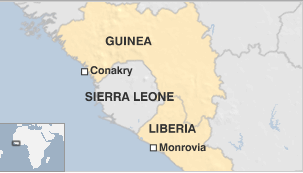 GUINEA
Conakry
SIERRA LEONE
LIBERIA
Monrovia